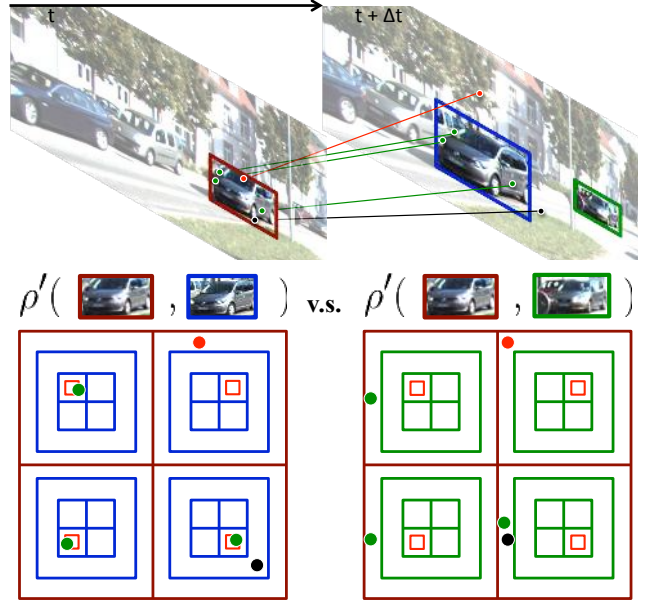 t t + Δt
ρ′( , ) v.s. ρ′( , )